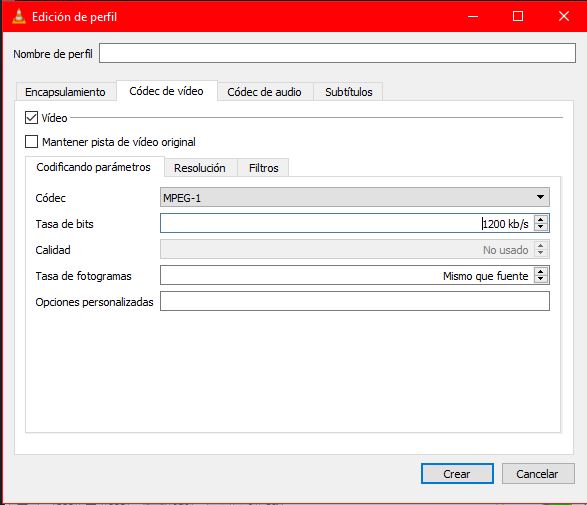 Edición de perfil
Nombre de perfil
Encapsulamiento Códec de vídeo Códec de audio Subtítulos
Vídeo
Mantener pista de vídeo original
Codificando parámetros Resolución Filtros
Códec MPEG-1
Tasa de bits 1200 kb/s
Calidad No usado
Tasa de fotogramas Mismo que fuente
Opciones personalizadas
Crear Cancelar